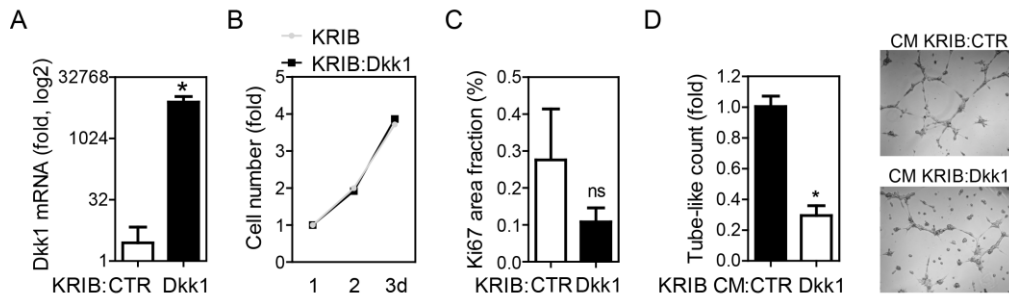 A
Dkk1 mRNA (fold, log2)
32768
1024
32
1
*
KRIB:CTR Dkk1
B
KRIB
KRIB:Dkk1
Cell number (fold)
5
4
3
2
1
0
1 2 3d
C
Ki67 area fraction (%)
0.5
0.4
0.3
0.2
0.1
0.0
ns
KRIB:CTR Dkk1
D
Tube-like count (fold)
1.2
1.0
0.8
0.6
0.4
0.2
0.0
*
KRIB CM:CTR Dkk1
CM KRIB:CTR
CM KRIB:Dkk1